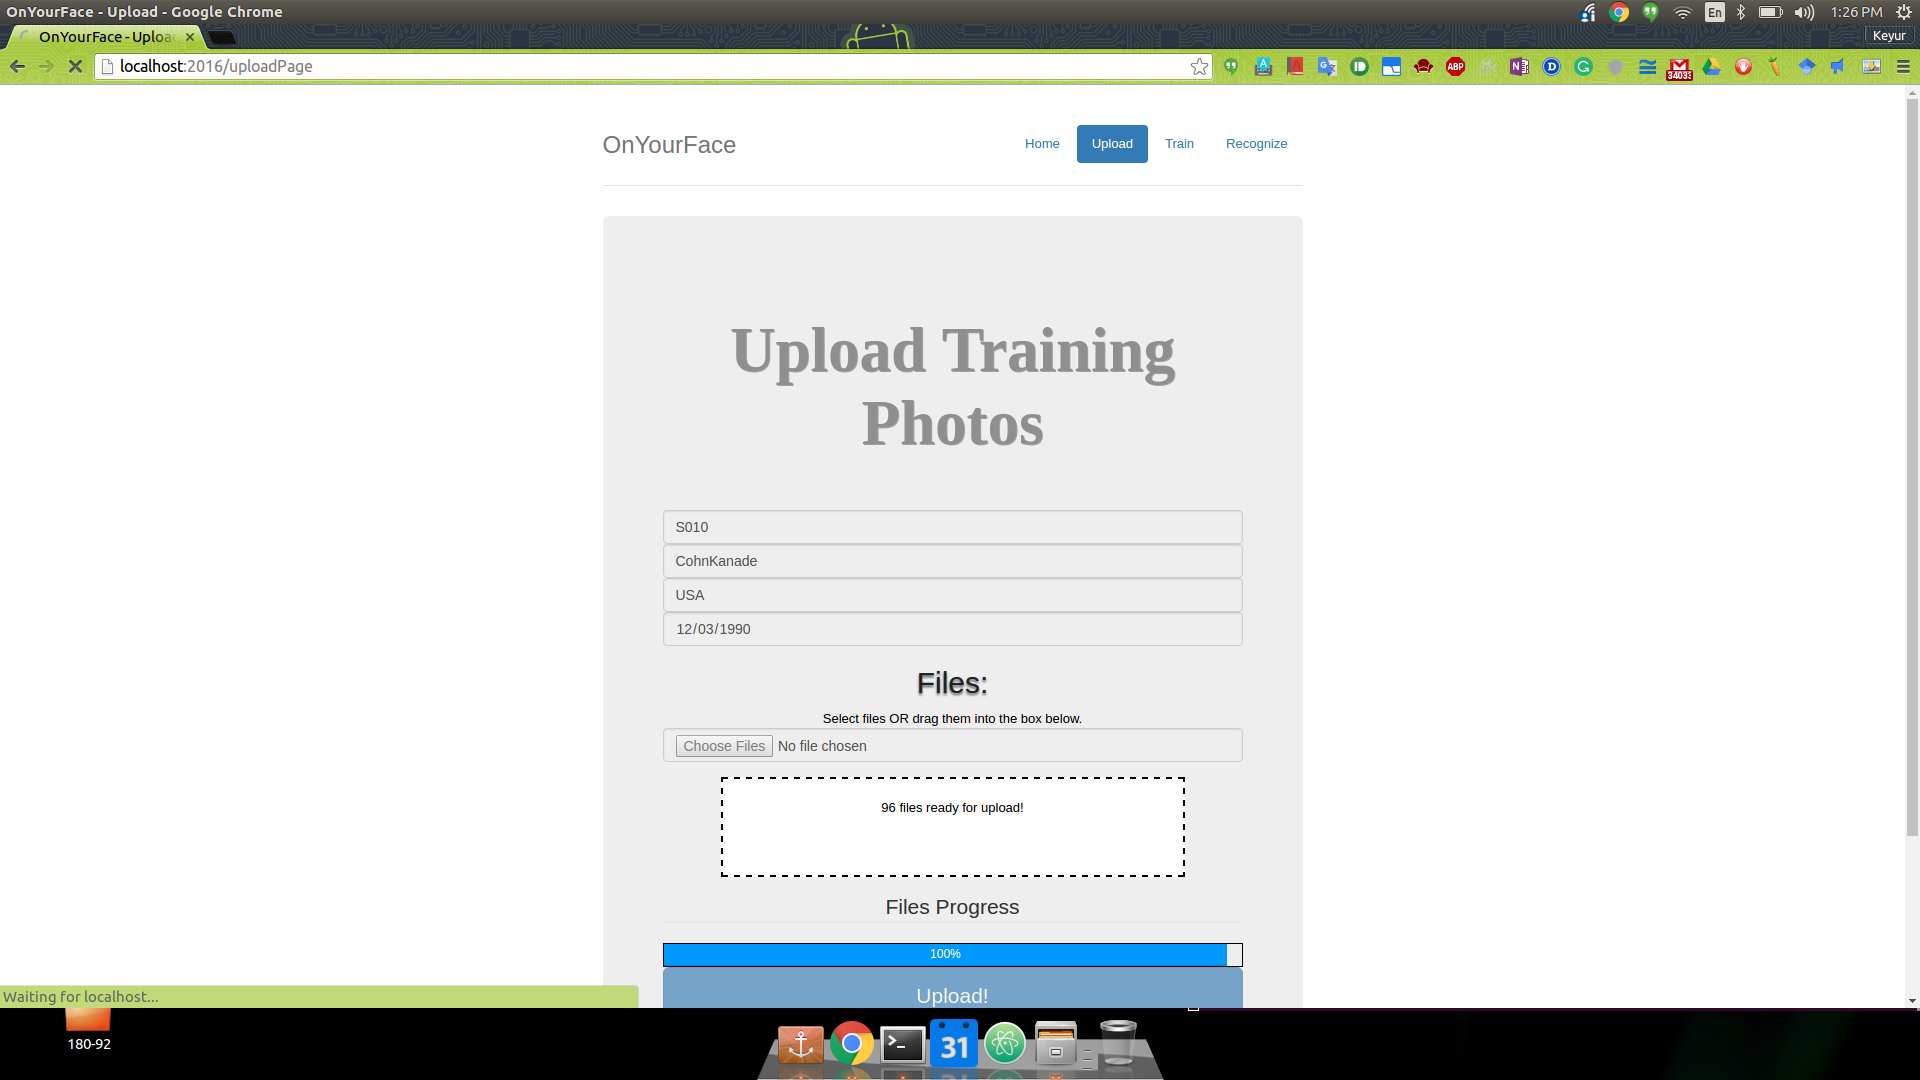 OnYourFace - Upload - Google Chrome
En
1:26 PM
OnYourFace - Uploa
Keyur
localhost:2016/uploadPage
ABP
34033
OnYourFace
Home
Upload
Train
Recognize
Upload Training
Photos
S010
CohnKanade
USA
12/03/1990
Files:
Select files OR drag them into the box below.
Choose Files No file chosen
96 files ready for upload!
Files Progress
100%
Upload!
Waiting for localhost...
180-92
31